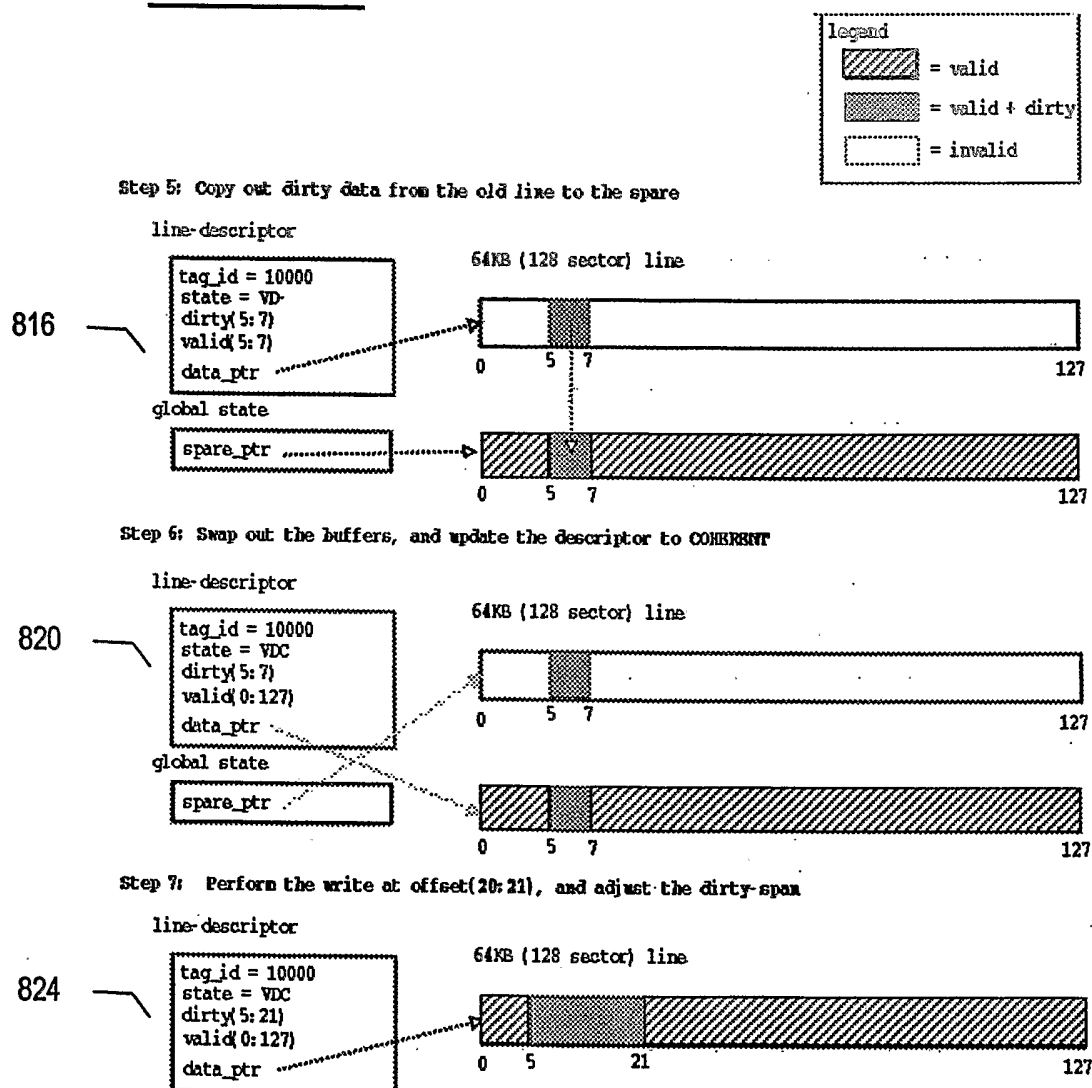 legend
= valid
= valid + dirty
= invalid
Step 5: Copy out dirty data from the old line to the spare
line-descriptor
64KB (128 sector) line
816
tag_id = 10000
state = VD-
dirty(5:7)
valid(5:7)
data_ptr
0 5 7 127
global state
spare_ptr
0 5 7 127
Step 6: Swap out the buffers, and update the descriptor to COHERENT
line-descriptor
64KB (128 sector) line
820
tag_id = 10000
state = VDC
dirty(5:7)
valid(0:127)
data_ptr
0 5 7 127
global state
spare_ptr
0 5 7 127
Step 7: Perform the write at offset(20:21), and adjust the dirty-span
line-descriptor
64KB (128 sector) line
824
tag_id = 10000
state = VDC
dirty(5:21)
valid(0:127)
data_ptr
0 5 21 127